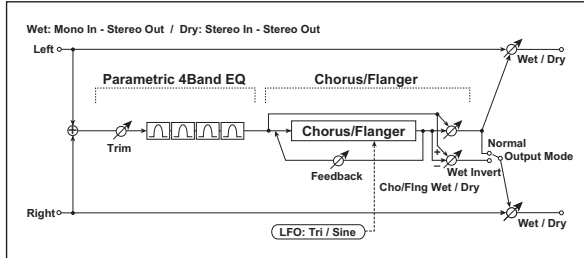 Wet: Mono In - Stereo Out / Dry: Stereo In - Stereo Out
Left
Wet / Dry
Parametric 4Band EQ
Chorus/Flanger
+
Trim
Chorus/Flanger
Feedback
+
–
Normal
Output Mode
Wet Invert
Cho/Flng Wet / Dry
Right
LFO: Tri / Sine
Wet / Dry